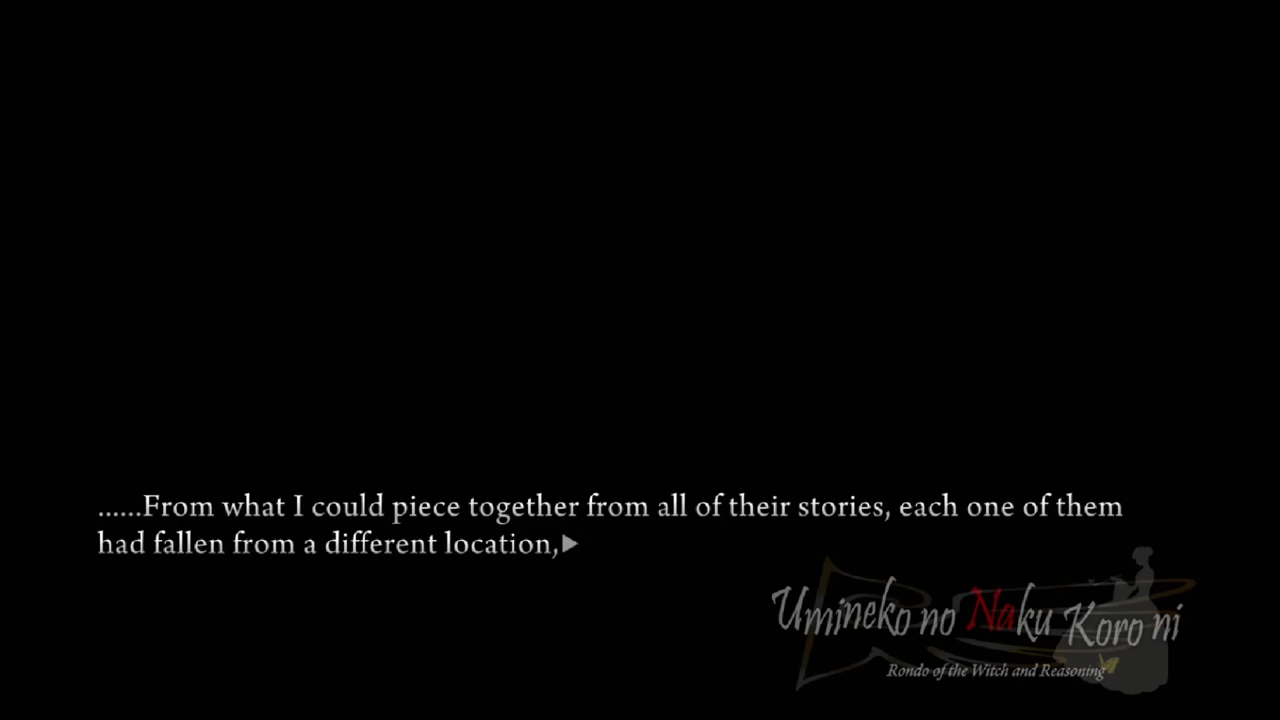 ......From what I could piece together from all of their stories, each one of them
had fallen from a different location,
Umineko no Naku Koro ni
Rondo of the Witch and Reasoning